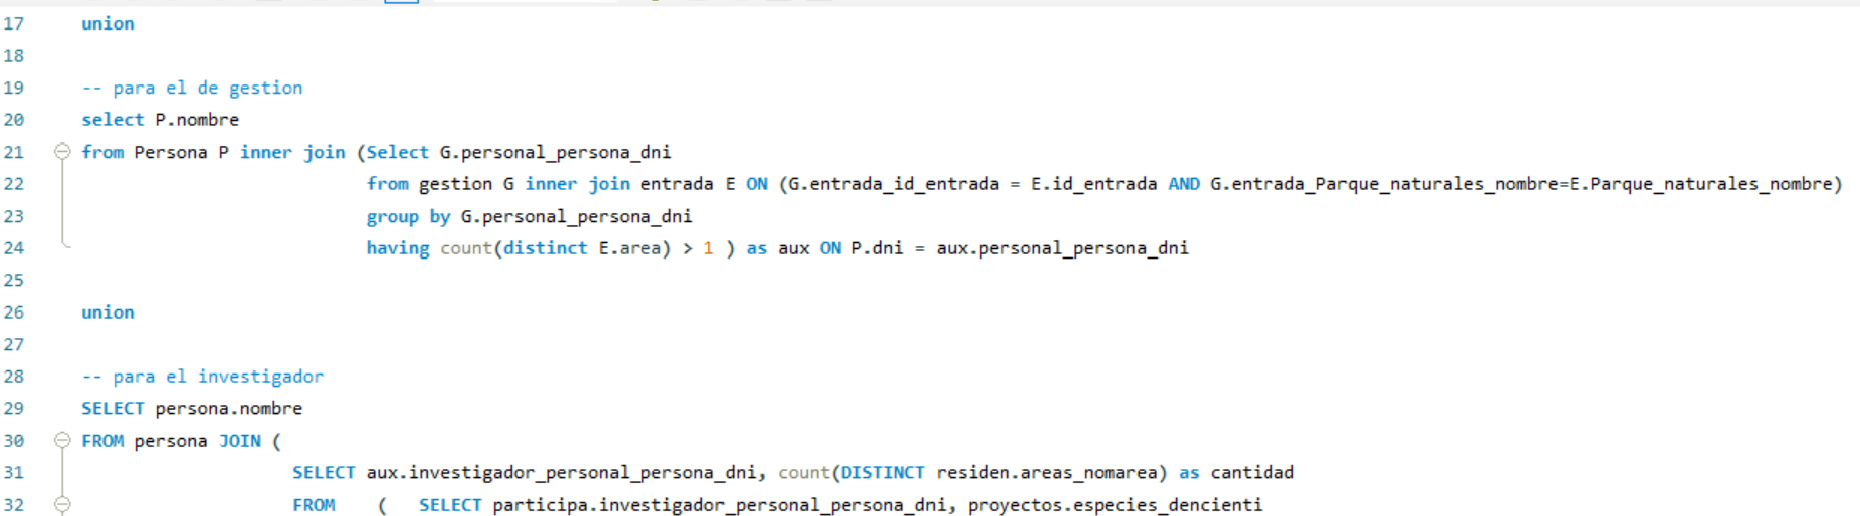 17 union
18
19 -- para el de gestion
20 select P.nombre
21 from Persona P inner join (Select G.personal_persona_dni
22 from gestion G inner join entrada E ON (G.entrada_id_entrada = E.id_entrada AND G.entrada_Parque_naturales_nombre=E.Parque_naturales_nombre)
23 group by G.personal_persona_dni
24 having count(distinct E.area) > 1 ) as aux ON P.dni = aux.personal_persona_dni
25
26 union
27
28 -- para el investigador
29 SELECT persona.nombre
30 FROM persona JOIN (
31 SELECT aux.investigador_personal_persona_dni, count(DISTINCT residen.areas_nomarea) as cantidad
32 FROM ( SELECT participa.investigador_personal_persona_dni, proyectos.especies_dencienti